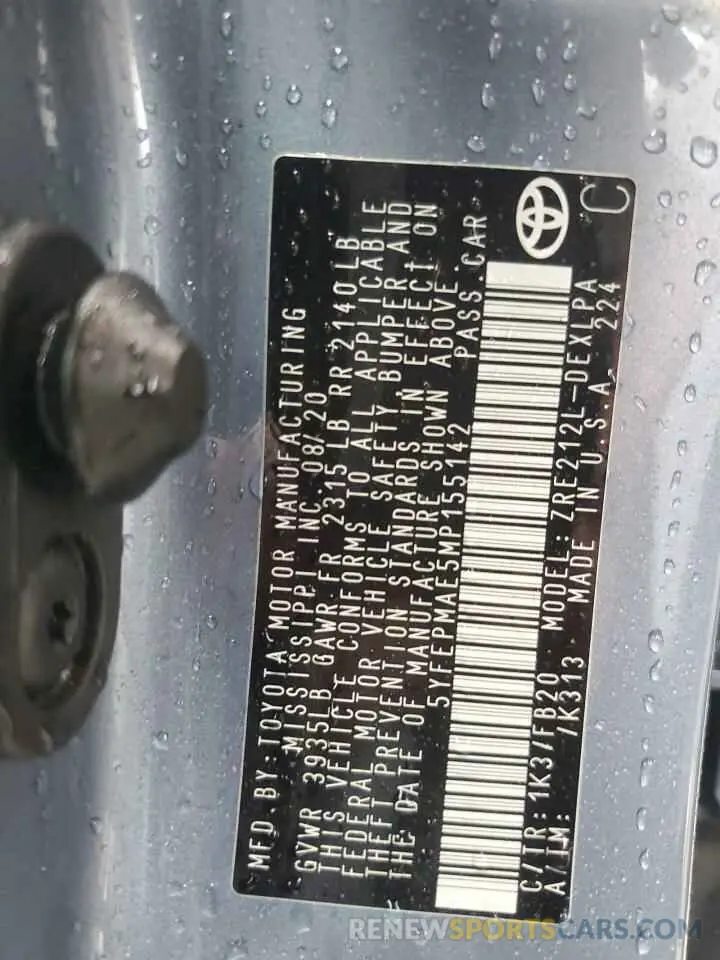 MFD. BY: TOYOTA MOTOR MANUFACTURING
MISSISSIPPI INC. 08/20
GVWR 3935LB GAWR FR 2315 LB RR 2140LB
THIS VEHICLE CONFORMS TO ALL APPLICABLE
FEDERAL MOTOR VEHICLE SAFETY, BUMPER AND
THEFT PREVENTION STANDARDS IN EFFECT ON
THE DATE OF MANUFACTURE SHOWN ABOVE.
5YFEPMAE5MP155142 PASS.CAR
C/TR: 1K3/FB20 MODEL: ZRE212L-DEXLPA
A/TM: /K313 MADE IN U.S.A. 224
C
RENEWSPORTSCARS.COM